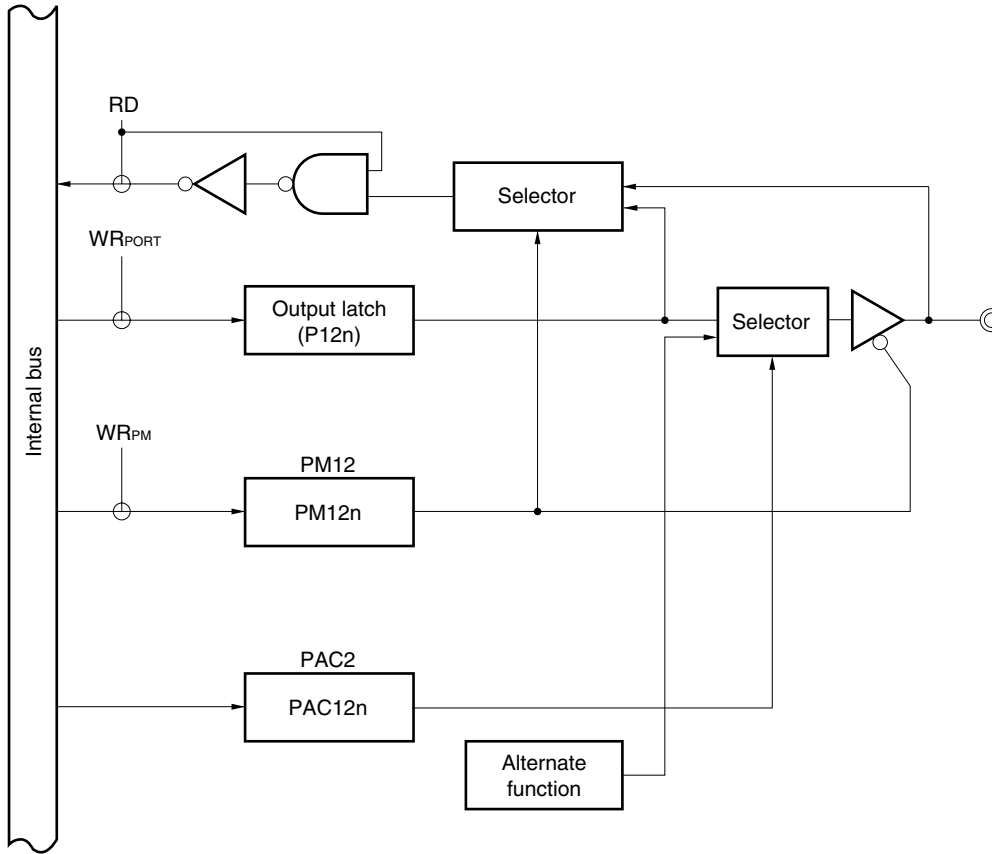 RD
Selector
WRPORT
Output latch
(P12n)
Selector
Internal bus
WRPM
PM12
PM12n
PAC2
PAC12n
Alternate
function